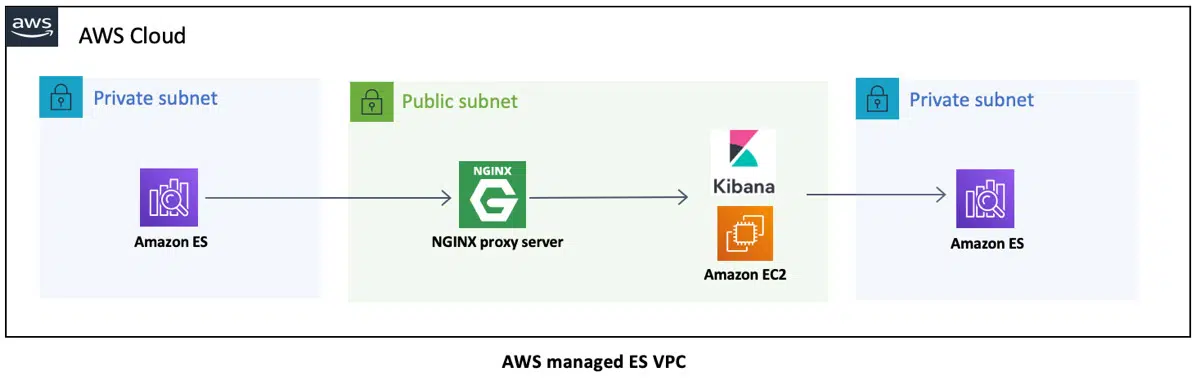 aws
AWS Cloud
Private subnet
Public subnet
Private subnet
NGINX
Kibana
Amazon ES
NGINX proxy server
Amazon ES
Amazon EC2
AWS managed ES VPC